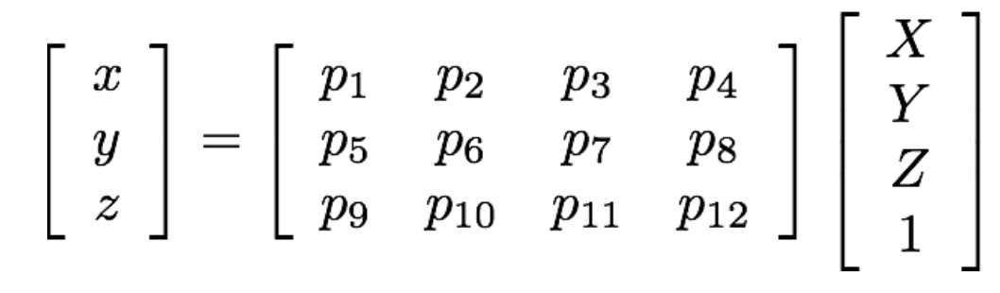 [ x ] = [ p₁ p₂ p₃ p₄ ] [ X ]
[ y ] = [ p₅ p₆ p₇ p₈ ] [ Y ]
[ z ] = [ p₉ p₁₀ p₁₁ p₁₂ ] [ Z ]
[ 1 ]